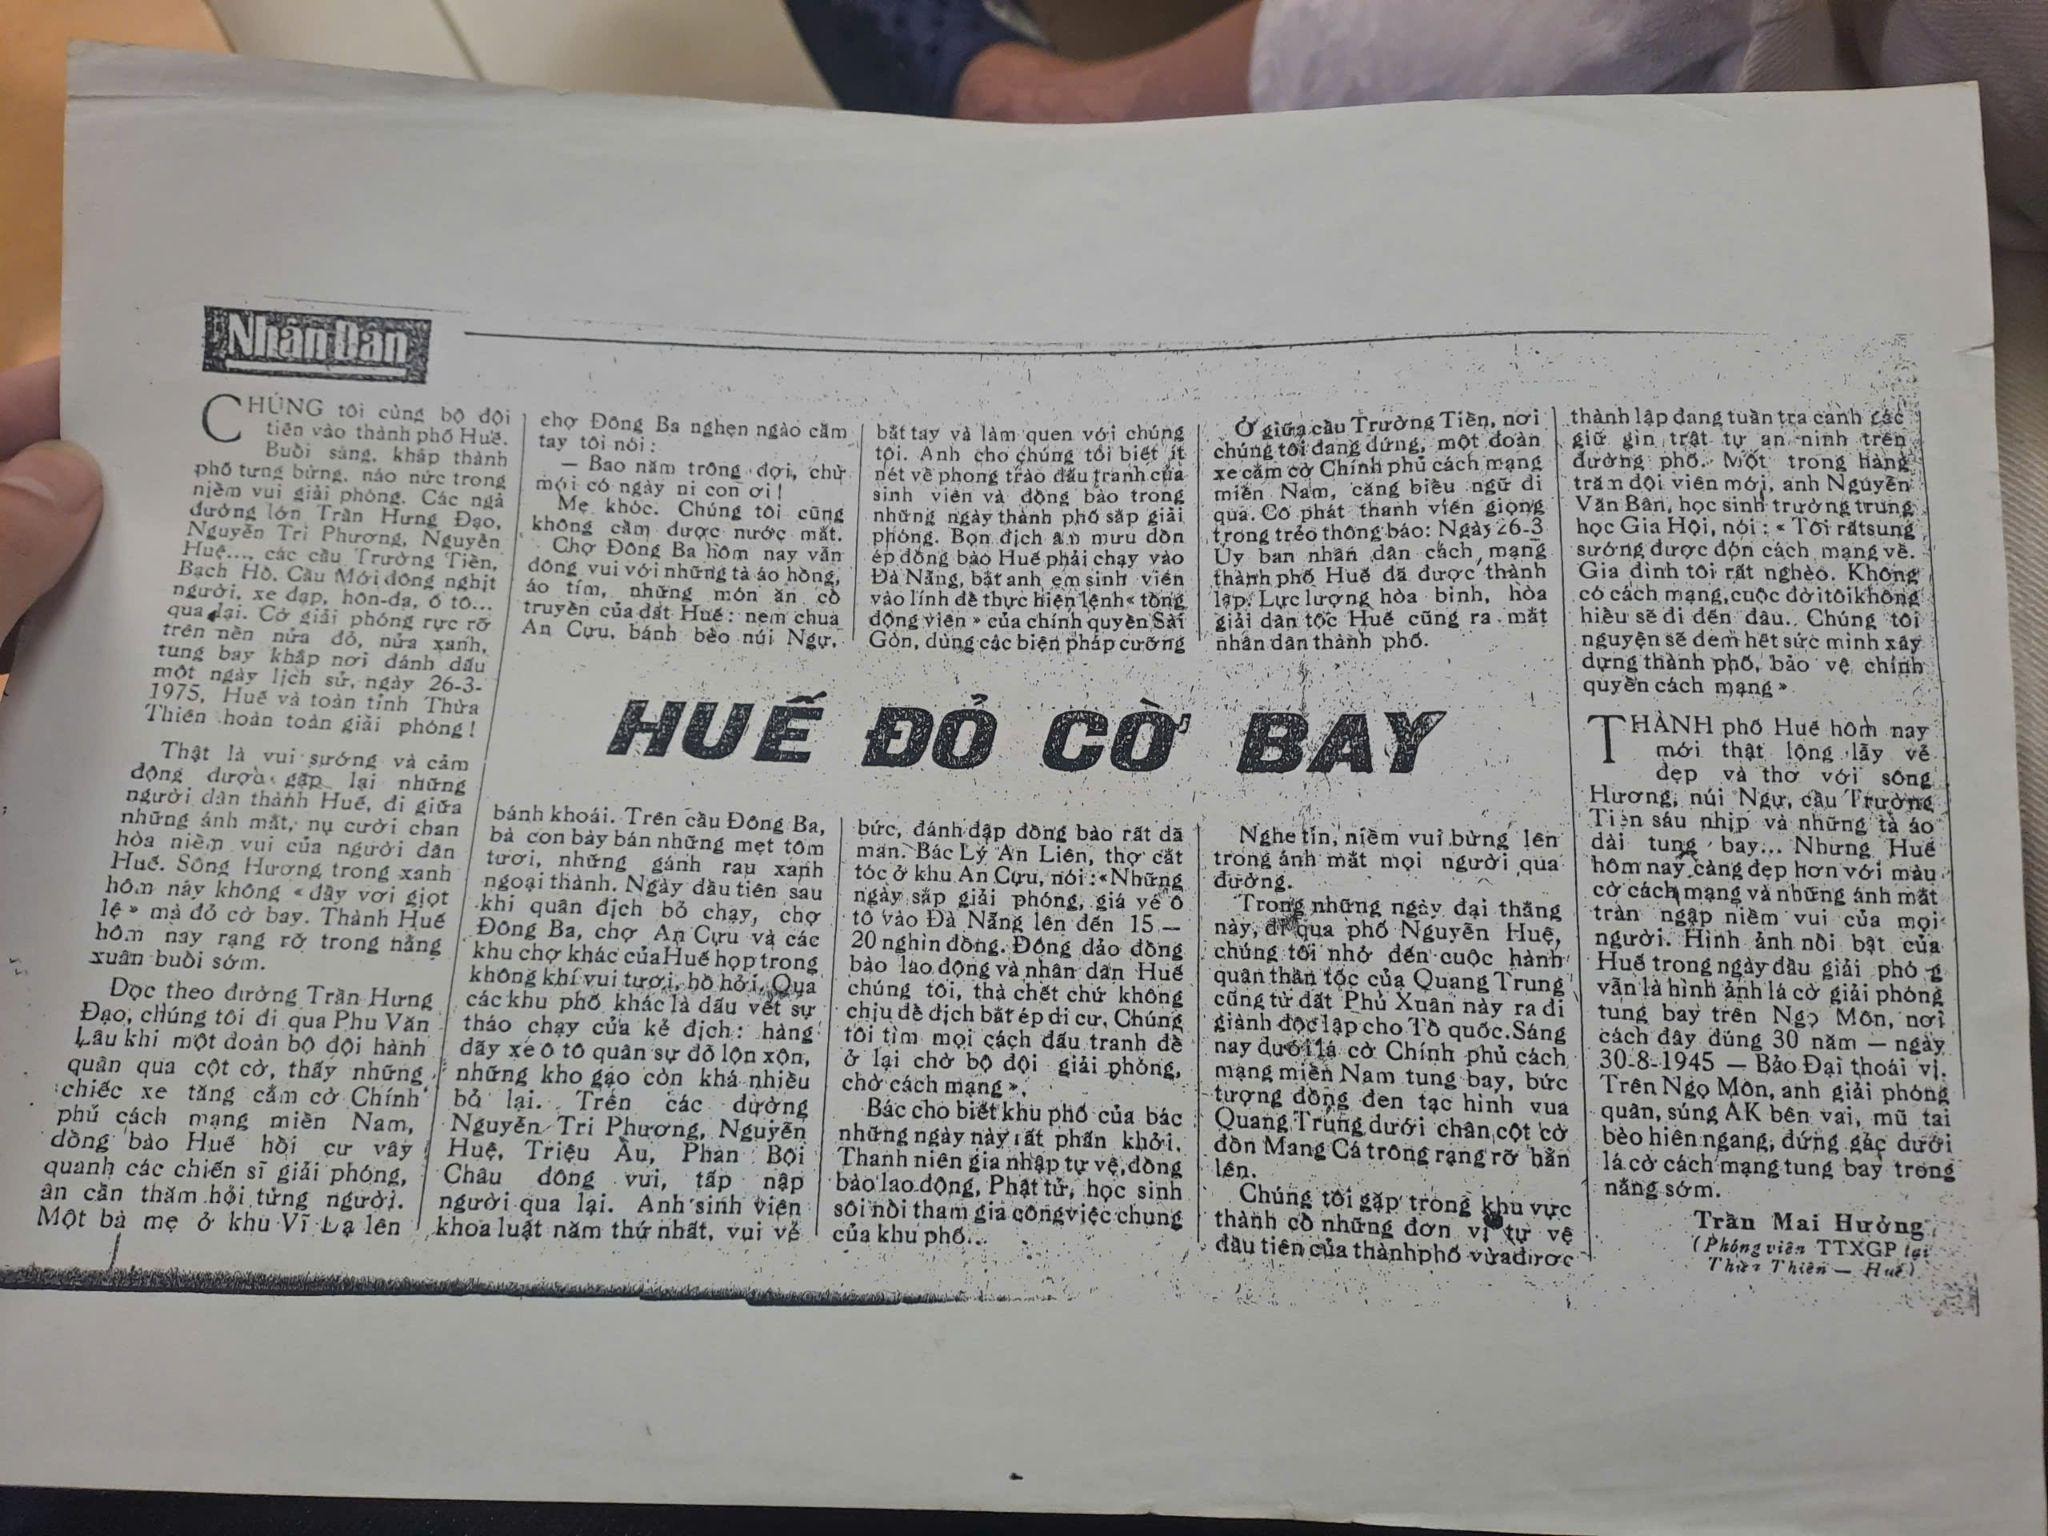 Nhân Dân
CHÚNG tôi cùng bộ đội
tiến vào thành phố Huế.
Buổi sáng, khắp thành
phố tưng bừng, náo nức trong
niềm vui giải phóng. Các ngả
đường lớn Trần Hưng Đạo,
Nguyễn Tri Phương, Nguyễn
Huệ..., các cầu Trường Tiền,
Bạch Hổ, Cầu Mới đông nghịt
người, xe đạp, hôn-đa, ô tô...
qua lại. Cờ giải phóng rực rỡ
trên nền nửa đỏ, nửa xanh,
tung bay khắp nơi đánh dấu
một ngày lịch sử, ngày 26-3-
1975, Huế và toàn tỉnh Thừa
Thiên hoàn toàn giải phóng!
Thật là vui sướng và cảm
động được gặp lại những
người dân thành Huế, đi giữa
những ánh mắt, nụ cười chan
hòa niềm vui của người dân
Huế. Sông Hương trong xanh
hôm nay không « đầy vơi giọt
lệ » mà đỏ cờ bay. Thành Huế
hôm nay rạng rỡ trong nắng
xuân buổi sớm.
Dọc theo đường Trần Hưng
Đạo, chúng tôi đi qua Phu Văn
Lâu khi một đoàn bộ đội hành
quân qua cột cờ, thấy những
chiếc xe tăng cắm cờ Chính
phủ cách mạng miền Nam,
đồng bào Huế hồi cư vây
quanh các chiến sĩ giải phóng,
ân cần thăm hỏi từng người.
Một bà mẹ ở khu Vĩ Dạ lên
chợ Đông Ba nghẹn ngào cầm
tay tôi nói :
— Bao năm trông đợi, chừ
mới có ngày ni con ơi !
Mẹ khóc. Chúng tôi cũng
không cầm được nước mắt.
Chợ Đông Ba hôm nay vẫn
đông vui với những tà áo hồng,
áo tím, những món ăn cổ
truyền của đất Huế : nem chua
An Cựu, bánh bèo núi Ngự,
HUẾ ĐỎ CỜ BAY
bánh khoái. Trên cầu Đông Ba,
bà con bày bán những mẹt tôm
tươi, những gánh rau xanh
ngoại thành. Ngày đầu tiên sau
khi quân địch bỏ chạy, chợ
Đông Ba, chợ An Cựu và các
khu chợ khác của Huế họp trong
không khí vui tươi, hồ hởi. Qua
các khu phố khác là dấu vết sự
tháo chạy của kẻ địch : hàng
dãy xe ô tô quân sự đỗ lộn xộn,
những kho gạo còn khá nhiều
bỏ lại. Trên các đường
Nguyễn Tri Phương, Nguyễn
Huệ, Triệu Ẩu, Phan Bội
Châu đông vui, tấp nập
người qua lại. Anh sinh viên
khoa luật năm thứ nhất, vui vẻ
bắt tay và làm quen với chúng
tôi. Anh cho chúng tôi biết ít
nét về phong trào đấu tranh của
sinh viên và đồng bào trong
những ngày thành phố sắp giải
phóng. Bọn địch âm mưu dồn
ép đồng bào Huế phải chạy vào
Đà Nẵng, bắt anh em sinh viên
vào lính để thực hiện lệnh « tổng
động viên » của chính quyền Sài
Gòn, dùng các biện pháp cưỡng
bức, đánh đập đồng bào rất dã
man. Bác Lý An Liên, thợ cắt
tóc ở khu An Cựu, nói : « Những
ngày sắp giải phóng, giá vé ô
tô vào Đà Nẵng lên đến 15 —
20 nghìn đồng. Đông đảo đồng
bào lao động và nhân dân Huế
chúng tôi, thà chết chứ không
chịu để địch bắt ép di cư. Chúng
tôi tìm mọi cách đấu tranh để
ở lại chờ bộ đội giải phóng,
chờ cách mạng ».
Bác cho biết khu phố của bác
những ngày này rất phấn khởi.
Thanh niên gia nhập tự vệ, đồng
bào lao động, Phật tử, học sinh
sôi nổi tham gia công việc chung
của khu phố...
Ở giữa cầu Trường Tiền, nơi
chúng tôi đang đứng, một đoàn
xe cắm cờ Chính phủ cách mạng
miền Nam, căng biểu ngữ đi
qua. Cô phát thanh viên giọng
trong trẻo thông báo: Ngày 26-3
Ủy ban nhân dân cách mạng
thành phố Huế đã được thành
lập. Lực lượng hòa bình, hòa
giải dân tộc Huế cũng ra mắt
nhân dân thành phố.
Nghe tin, niềm vui bừng lên
trong ánh mắt mọi người qua
đường.
Trong những ngày đại thắng
này, đi qua phố Nguyễn Huệ,
chúng tôi nhớ đến cuộc hành
quân thần tốc của Quang Trung
cũng từ đất Phú Xuân này ra đi
giành độc lập cho Tổ quốc. Sáng
nay dưới lá cờ Chính phủ cách
mạng miền Nam tung bay, bức
tượng đồng đen tạc hình vua
Quang Trung dưới chân cột cờ
đồn Mang Cá trông rạng rỡ hẳn
lên.
Chúng tôi gặp trong khu vực
thành cổ những đơn vị tự vệ
đầu tiên của thành phố vừa được
thành lập đang tuần tra canh gác
giữ gìn trật tự an ninh trên
đường phố. Một trong hàng
trăm đội viên mới, anh Nguyễn
Văn Bân, học sinh trường trung
học Gia Hội, nói : « Tôi rất sung
sướng được đón cách mạng về.
Gia đình tôi rất nghèo. Không
có cách mạng, cuộc đời tôi không
hiểu sẽ đi đến đâu.. Chúng tôi
nguyện sẽ đem hết sức mình xây
dựng thành phố, bảo vệ chính
quyền cách mạng »
THÀNH phố Huế hôm nay
mới thật lộng lẫy vẻ
đẹp và thơ với sông
Hương, núi Ngự, cầu Trường
Tiền sáu nhịp và những tà áo
dài tung bay... Nhưng Huế
hôm nay càng đẹp hơn với màu
cờ cách mạng và những ánh mắt
tràn ngập niềm vui của mọi
người. Hình ảnh nổi bật của
Huế trong ngày đầu giải phóng
vẫn là hình ảnh lá cờ giải phóng
tung bay trên Ngọ Môn, nơi
cách đây đúng 30 năm — ngày
30-8-1945 — Bảo Đại thoái vị.
Trên Ngọ Môn, anh giải phóng
quân, súng AK bên vai, mũ tai
bèo hiên ngang, đứng gác dưới
lá cờ cách mạng tung bay trong
nắng sớm.
Trần Mai Hưởng
(Phóng viên TTXGP tại
Thừa Thiên — Huế)